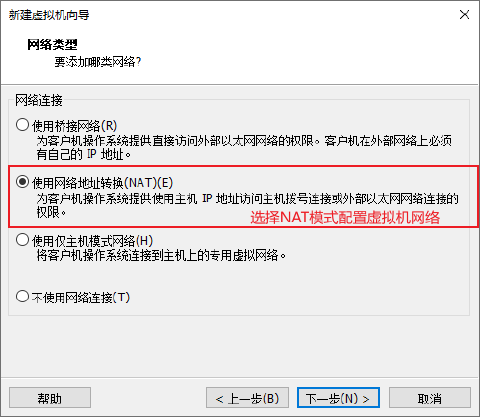 新建虚拟机向导
网络类型
要添加哪类网络?
网络连接
使用桥接网络(R)
为客户机操作系统提供直接访问外部以太网网络的权限。客户机在外部网络上必须
有自己的 IP 地址。
使用网络地址转换(NAT)(E)
为客户机操作系统提供使用主机 IP 地址访问主机拨号连接或外部以太网网络连接的
权限。
选择NAT模式配置虚拟机网络
使用仅主机模式网络(H)
将客户机操作系统连接到主机上的专用虚拟网络。
不使用网络连接(T)
帮助
< 上一步(B)
下一步(N) >
取消